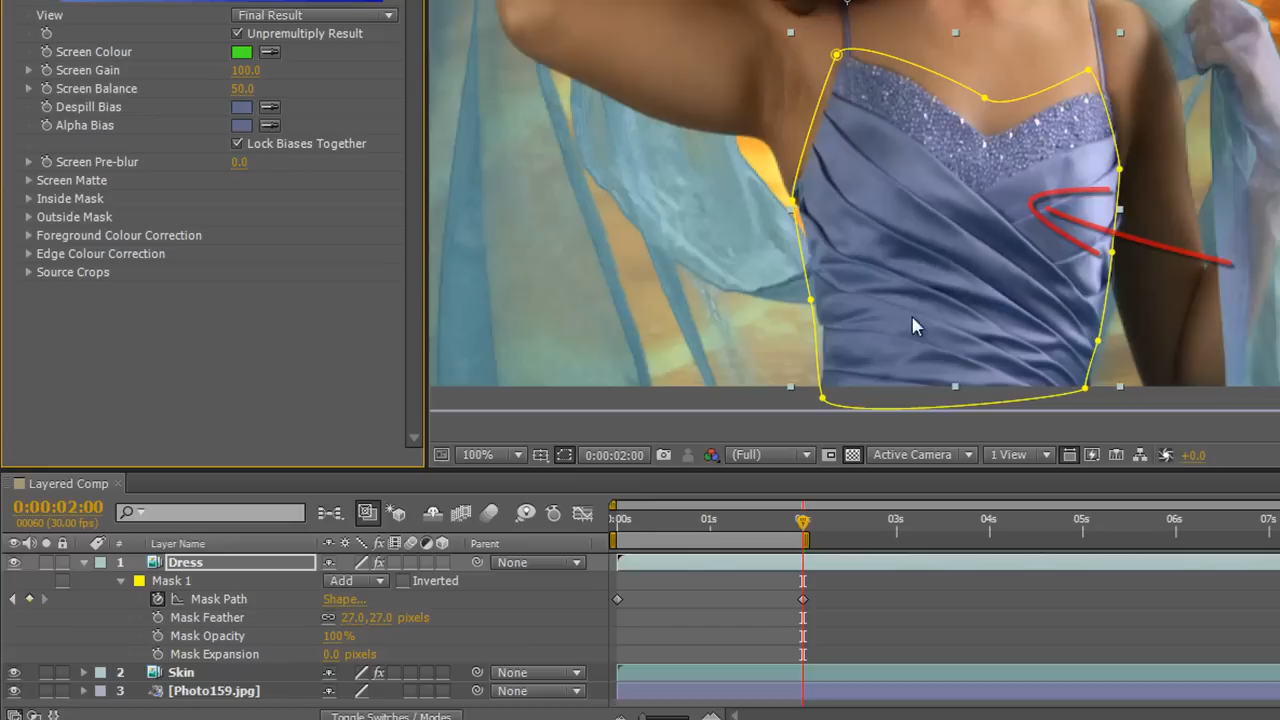 View Final Result
Unpremultiply Result
Screen Colour
Screen Gain 100.0
Screen Balance 50.0
Despill Bias
Alpha Bias
Lock Biases Together
Screen Pre-blur 0.0
Screen Matte
Inside Mask
Outside Mask
Foreground Colour Correction
Edge Colour Correction
Source Crops
100% 0:00:02:00 (Full) Active Camera 1 View +0.0
Layered Comp
0:00:02:00
00060 (30.00 fps)
:00s 01s 03s 04s 05s 06s 07s
# Layer Name fx Parent
1 Dress fx None
Mask 1 Add Inverted
Mask Path Shape...
Mask Feather 27.0,27.0 pixels
Mask Opacity 100%
Mask Expansion 0.0 pixels
2 Skin fx None
3 [Photo159.jpg] None
Toggle Switches / Modes